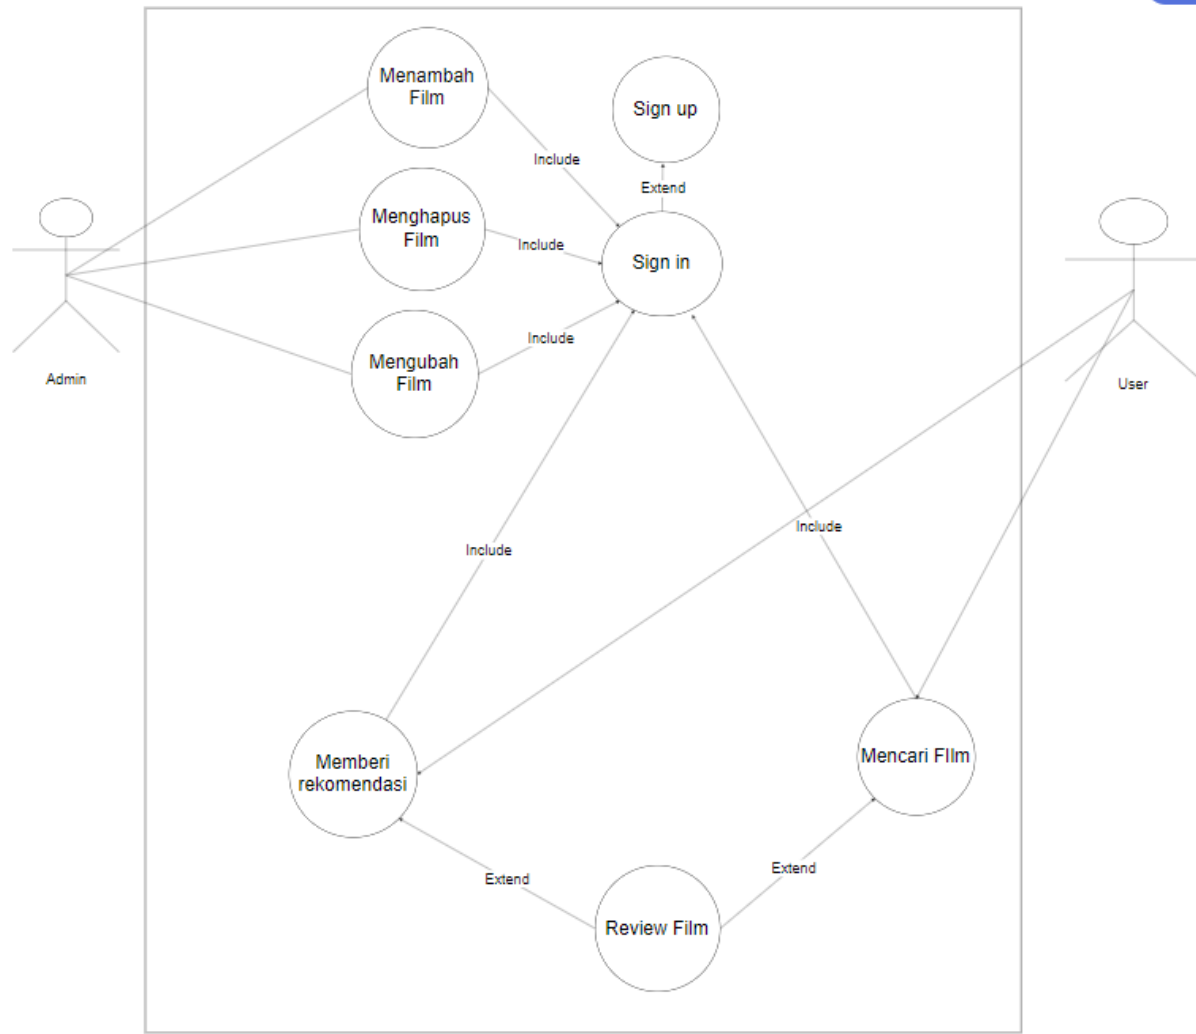 Menambah
Film
Sign up
Include
Extend
Menghapus
Film
Include
Sign in
Include
Mengubah
Film
Admin
User
Include
Include
Memberi
rekomendasi
Mencari FIlm
Extend
Extend
Review Film